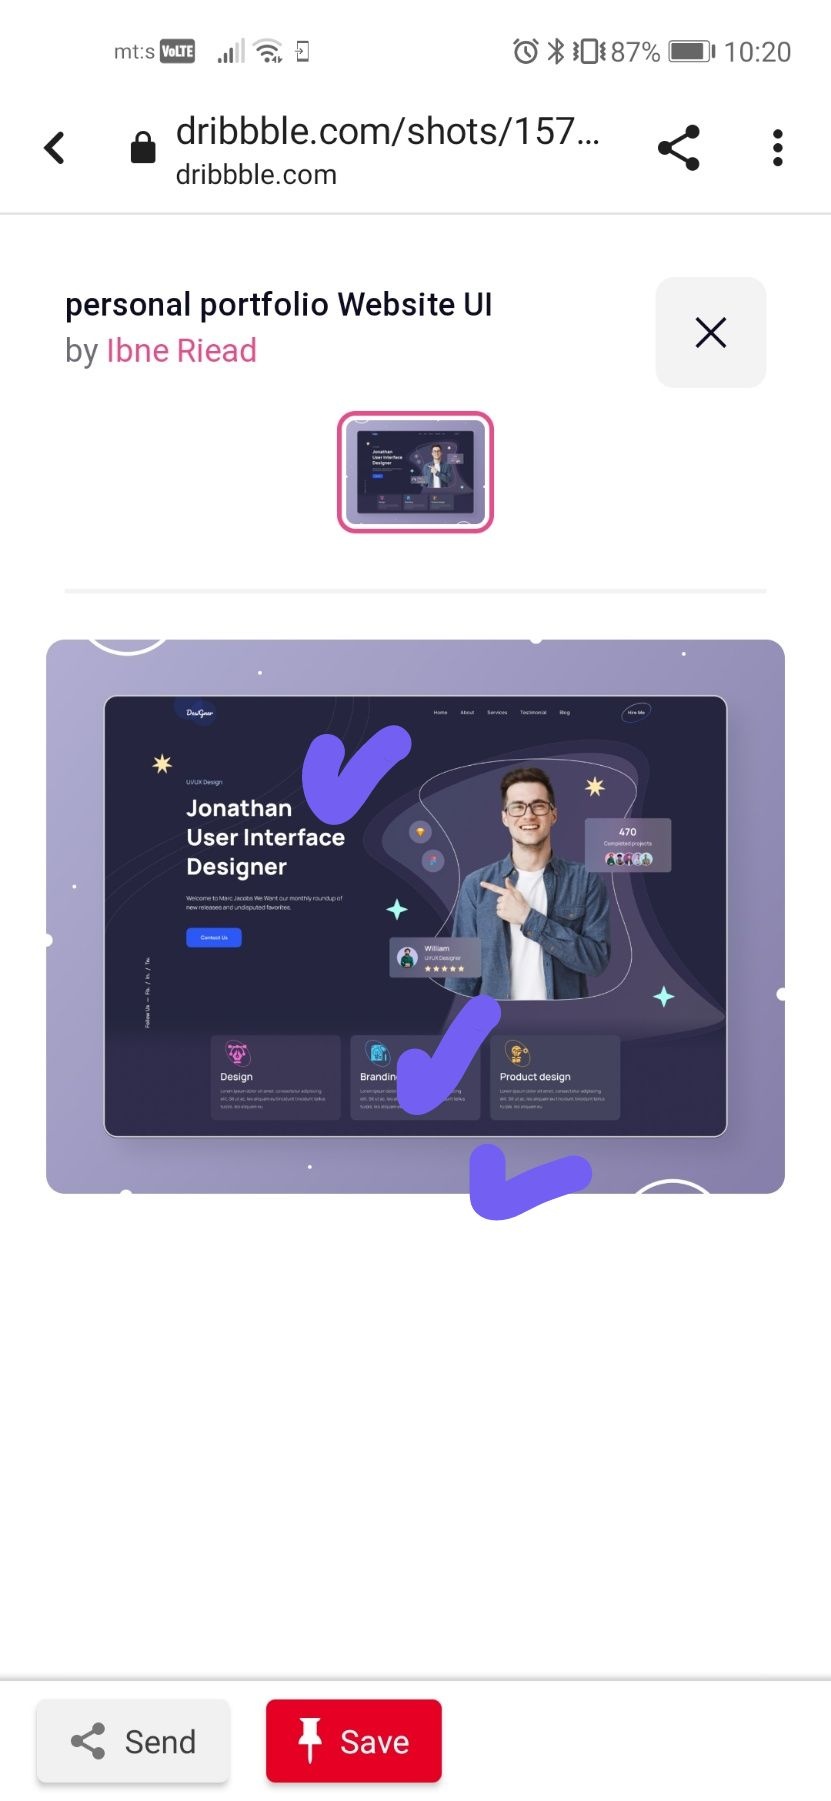 mt:s VoLTE 87% 10:20
dribbble.com/shots/157...
dribbble.com
personal portfolio Website UI
by Ibne Riead
DesiGner Home About Services Testimonial Blog Hire Me
UI/UX Design
Jonathan
User Interface
Designer
Welcome to Marc Jacobs We Want our monthly roundup of
new releases and undisputed favorites.
Contact Us
470
Completed projects
William
UI/UX Designer
Follow Us — Fb. / In. / Tw.
Design
Brandin
Product design
Send
Save